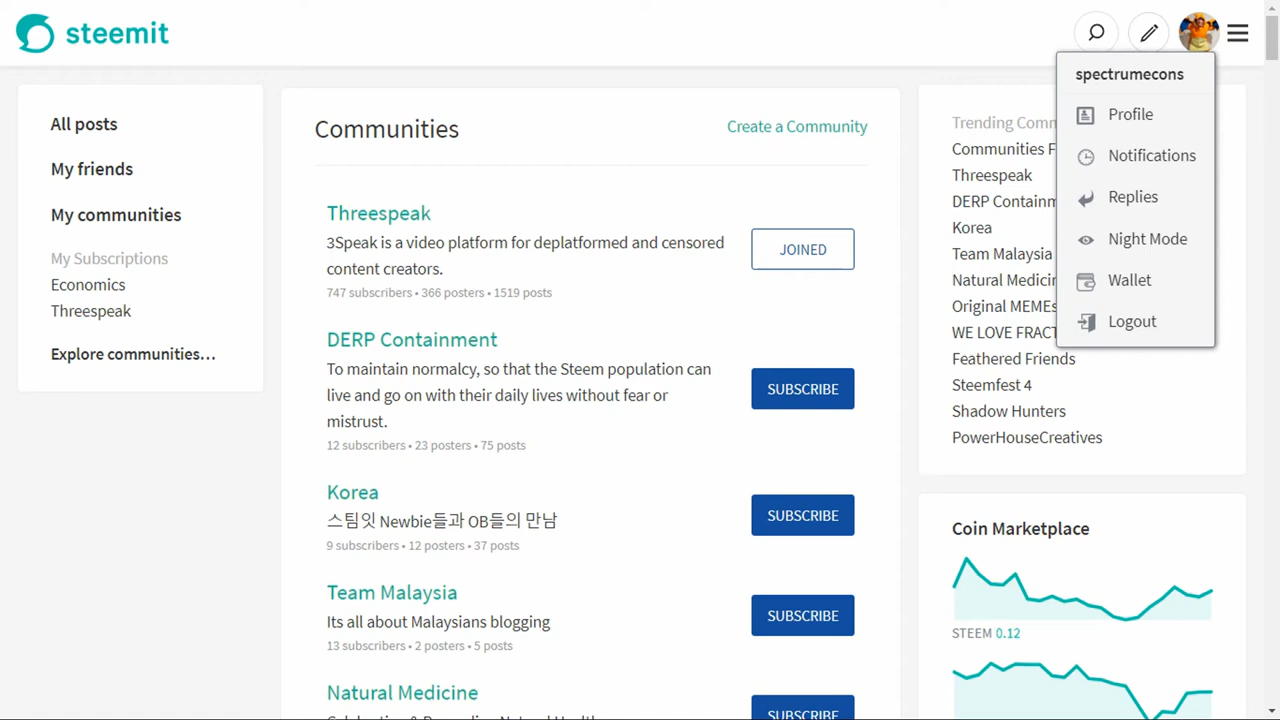 steemit
spectrumecons
Profile
Notifications
Replies
Night Mode
Wallet
Logout
All posts
My friends
My communities
My Subscriptions
Economics
Threespeak
Explore communities...
Communities
Create a Community
Threespeak
3Speak is a video platform for deplatformed and censored
content creators.
747 subscribers • 366 posters • 1519 posts
JOINED
DERP Containment
To maintain normalcy, so that the Steem population can
live and go on with their daily lives without fear or
mistrust.
12 subscribers • 23 posters • 75 posts
SUBSCRIBE
Korea
스팀잇 Newbie들과 OB들의 만남
9 subscribers • 12 posters • 37 posts
SUBSCRIBE
Team Malaysia
Its all about Malaysians blogging
13 subscribers • 2 posters • 5 posts
SUBSCRIBE
Natural Medicine
SUBSCRIBE
Trending Comm
Communities F
Threespeak
DERP Containm
Korea
Team Malaysia
Natural Medicin
Original MEMEs
WE LOVE FRACT
Feathered Friends
Steemfest 4
Shadow Hunters
PowerHouseCreatives
Coin Marketplace
STEEM 0.12